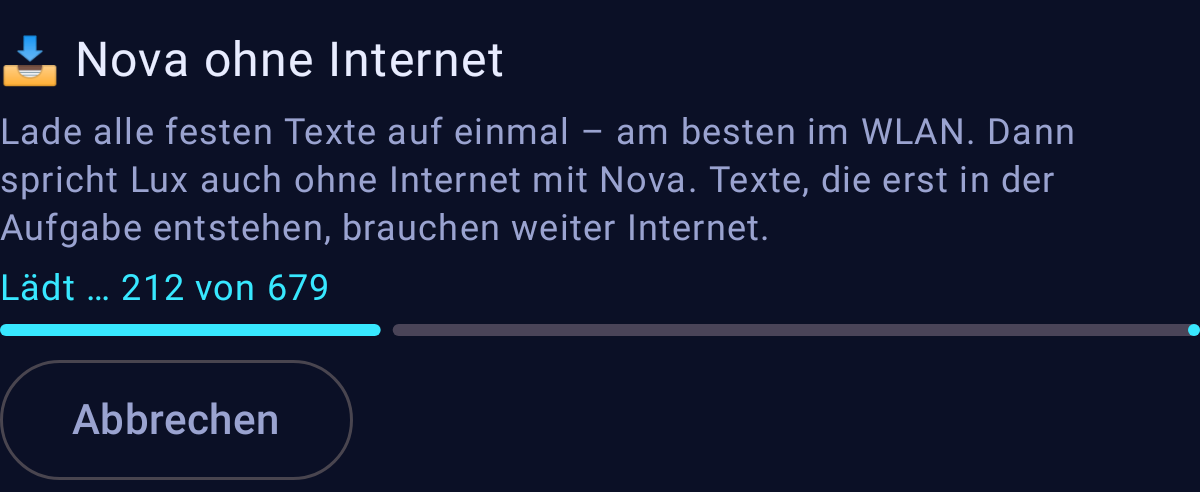 Nova ohne Internet
Lade alle festen Texte auf einmal – am besten im WLAN. Dann
spricht Lux auch ohne Internet mit Nova. Texte, die erst in der
Aufgabe entstehen, brauchen weiter Internet.
Lädt … 212 von 679
Abbrechen